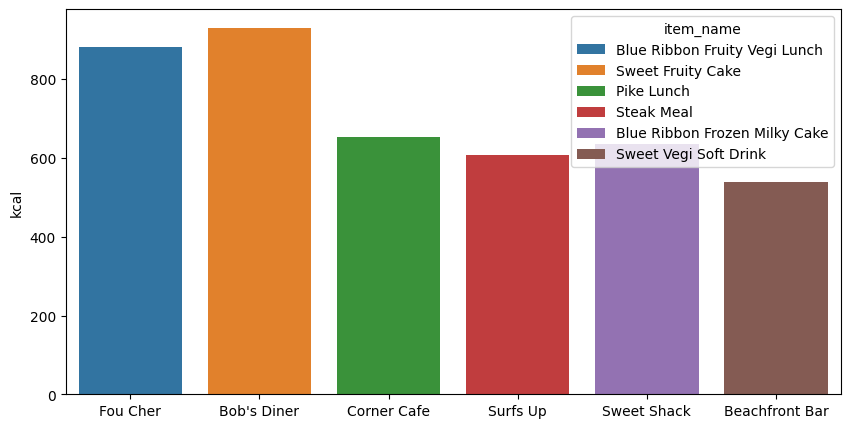 item_name
Blue Ribbon Fruity Vegi Lunch
Sweet Fruity Cake
Pike Lunch
Steak Meal
Blue Ribbon Frozen Milky Cake
Sweet Vegi Soft Drink
kcal
800
600
400
200
0
Fou Cher
Bob's Diner
Corner Cafe
Surfs Up
Sweet Shack
Beachfront Bar